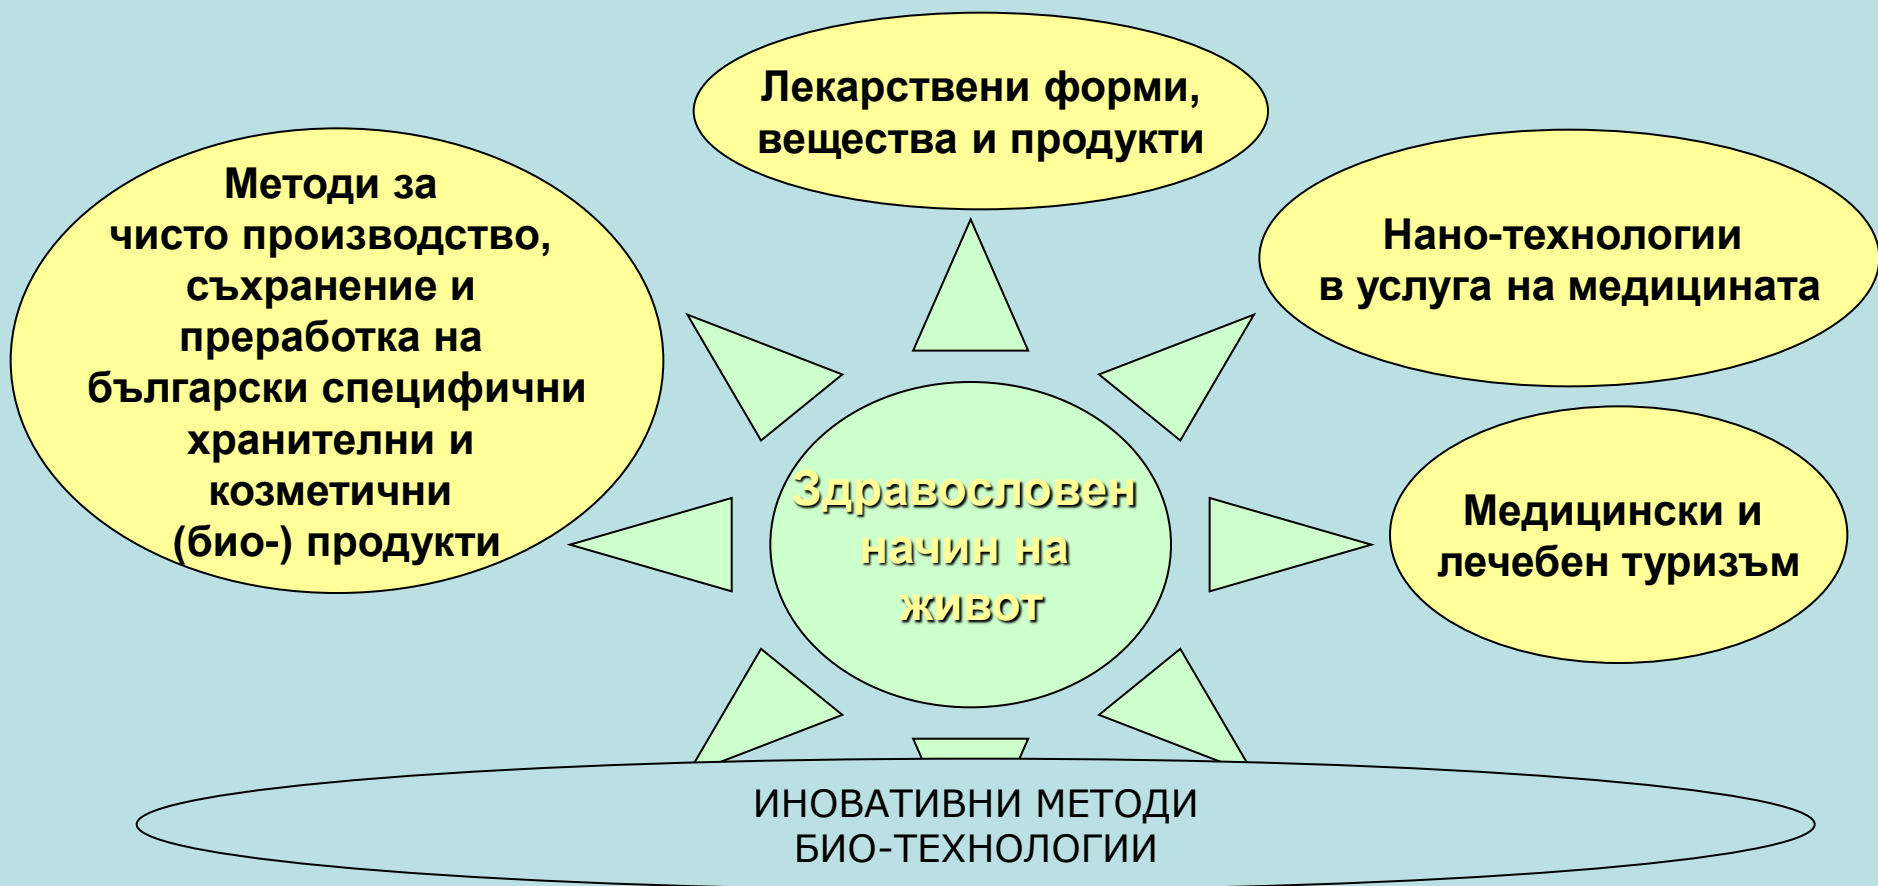 Лекарствени форми,
вещества и продукти
Методи за
чисто производство,
съхранение и
преработка на
български специфични
хранителни и
козметични
(био-) продукти
Нано-технологии
в услуга на медицината
Здравословен
начин на
живот
Медицински и
лечебен туризъм
ИНОВАТИВНИ МЕТОДИ
БИО-ТЕХНОЛОГИИ